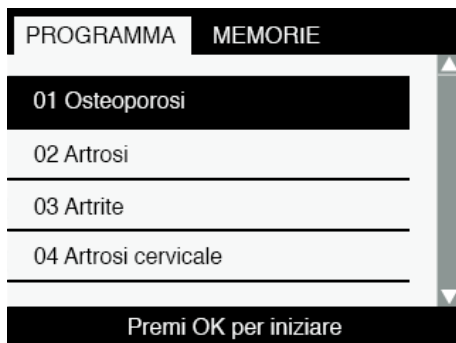 PROGRAMMA MEMORIE
01 Osteoporosi
02 Artrosi
03 Artrite
04 Artrosi cervicale
Premi OK per iniziare